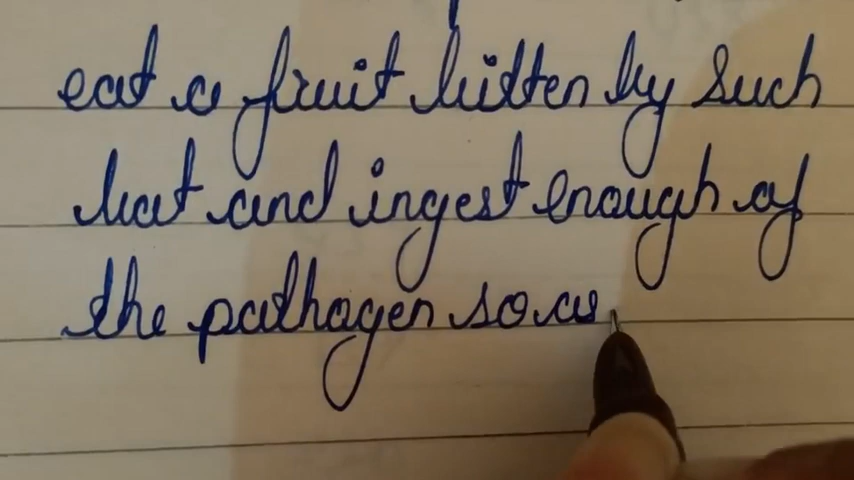 eat a fruit bitten by such
bat and ingest enough of
the pathogen so as